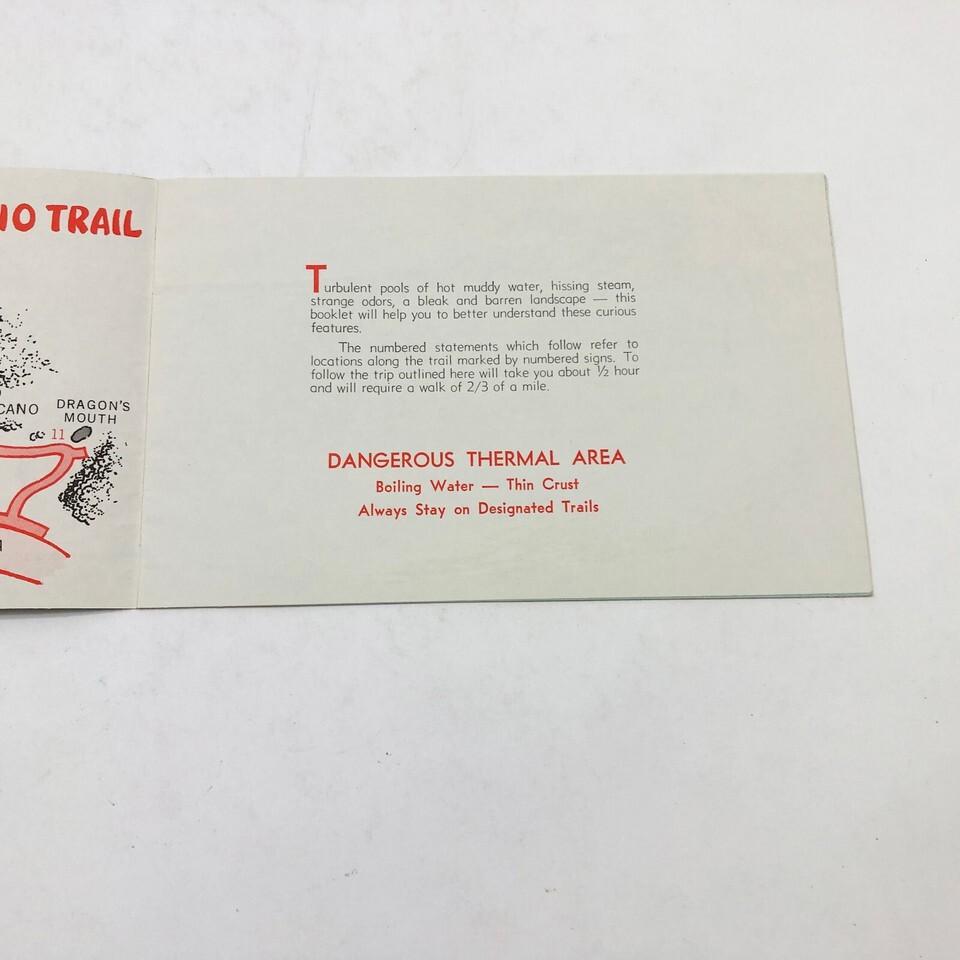 IO TRAIL
CANO
DRAGON'S
MOUTH
11
Turbulent pools of hot muddy water, hissing steam,
strange odors, a bleak and barren landscape — this
booklet will help you to better understand these curious
features.
The numbered statements which follow refer to
locations along the trail marked by numbered signs. To
follow the trip outlined here will take you about ½ hour
and will require a walk of 2/3 of a mile.
DANGEROUS THERMAL AREA
Boiling Water — Thin Crust
Always Stay on Designated Trails